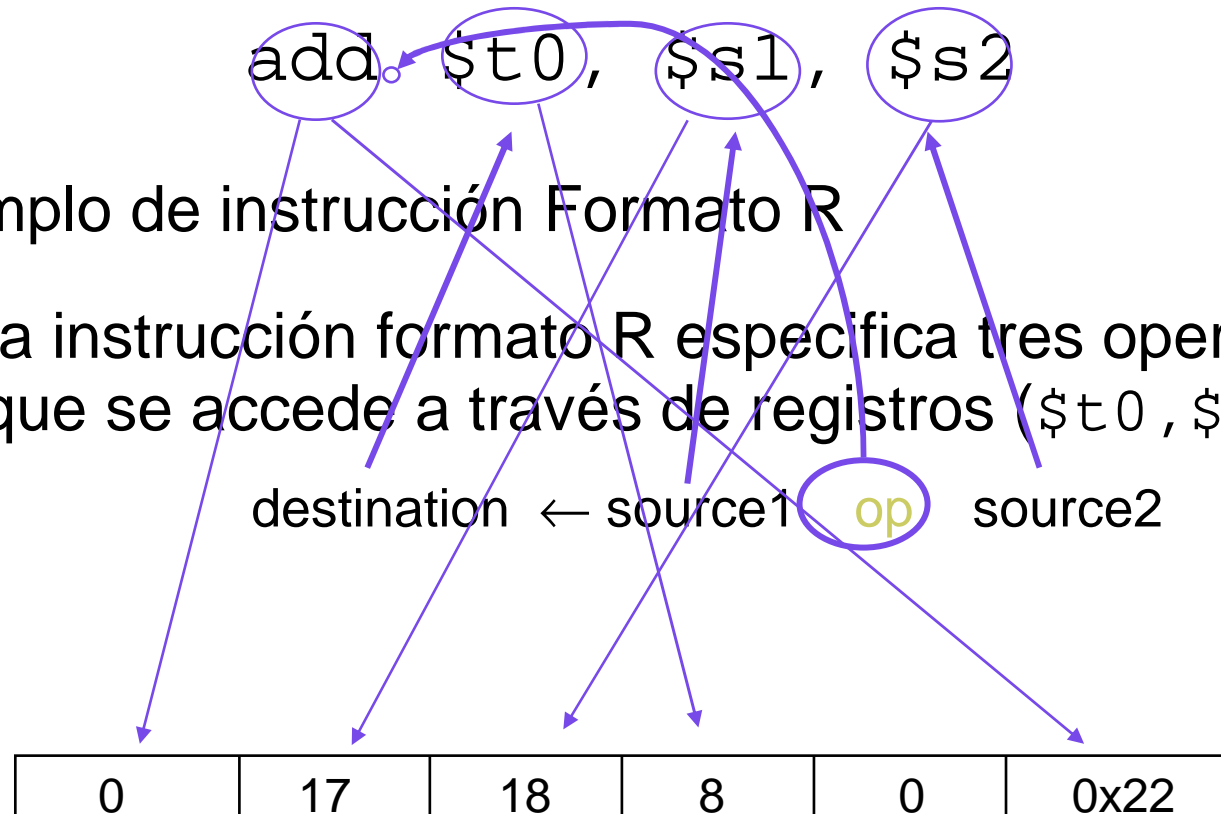 add $t0, $s1, $s2
mplo de instrucción Formato R
a instrucción formato R especifica tres oper
que se accede a través de registros ($t0,$
destination ← source1 op source2
0 17 18 8 0 0x22